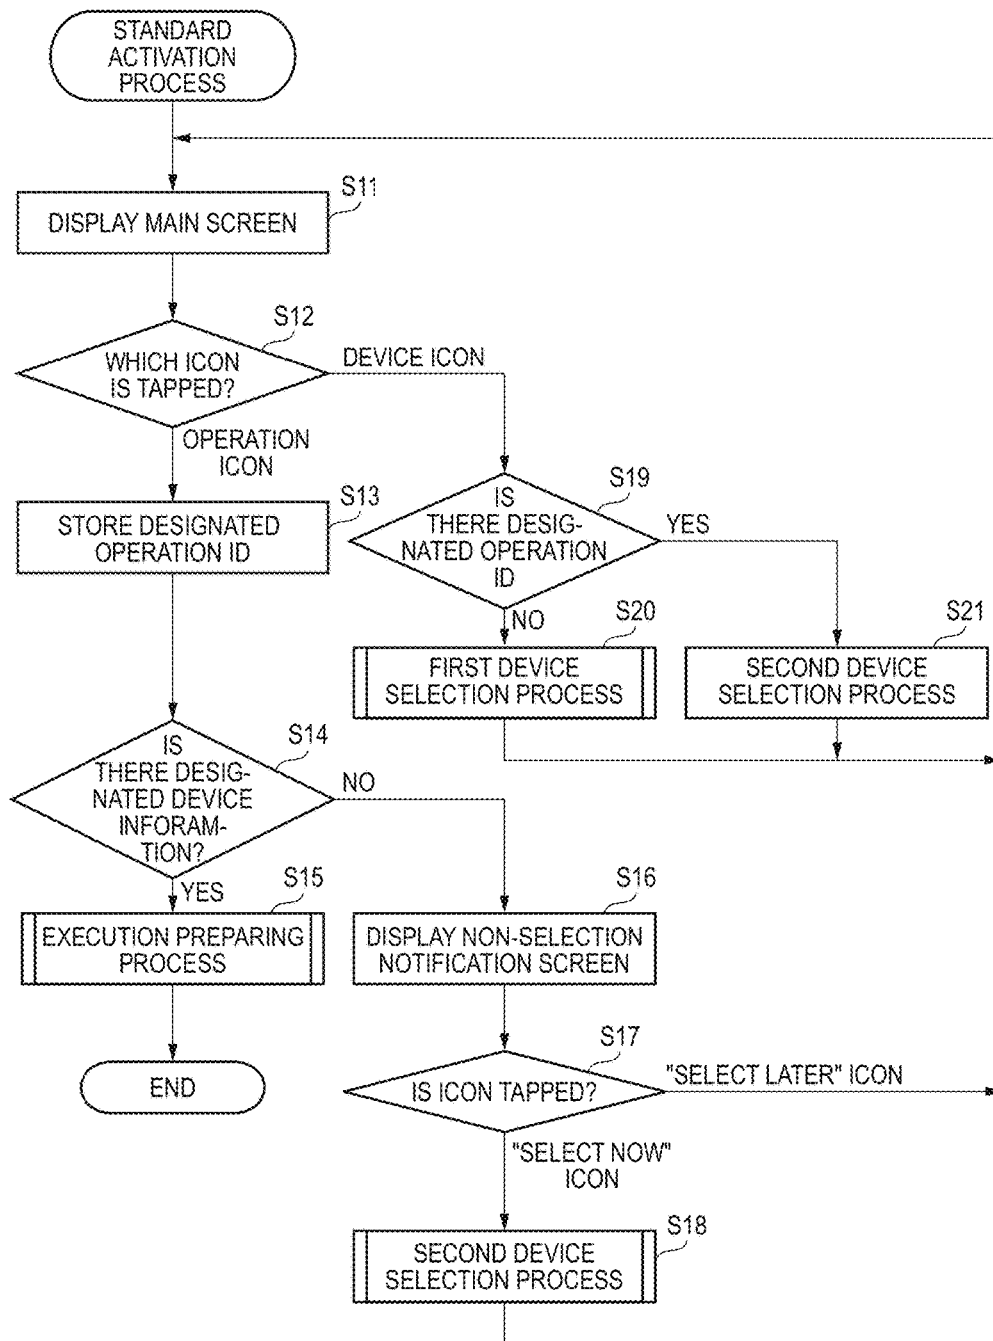 STANDARD
ACTIVATION
PROCESS
S11
DISPLAY MAIN SCREEN
S12
WHICH ICON
IS TAPPED?
DEVICE ICON
OPERATION
ICON
S13
STORE DESIGNATED
OPERATION ID
S19
IS
THERE DESIG-
NATED OPERATION
ID
YES
NO
S20
FIRST DEVICE
SELECTION PROCESS
S21
SECOND DEVICE
SELECTION PROCESS
S14
IS
THERE DESIG-
NATED DEVICE
INFORAM-
TION?
NO
YES
S15
EXECUTION PREPARING
PROCESS
END
S16
DISPLAY NON-SELECTION
NOTIFICATION SCREEN
S17
IS ICON TAPPED?
"SELECT LATER" ICON
"SELECT NOW"
ICON
S18
SECOND DEVICE
SELECTION PROCESS